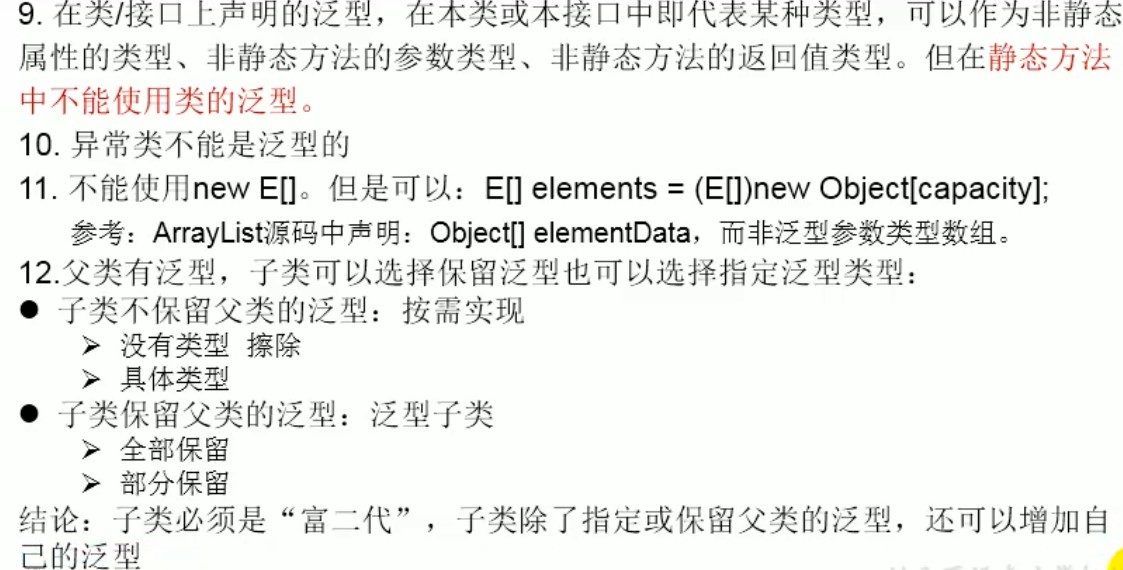 9. 在类/接口上声明的泛型，在本类或本接口中即代表某种类型，可以作为非静态
属性的类型、非静态方法的参数类型、非静态方法的返回值类型。但在静态方法
中不能使用类的泛型。
10. 异常类不能是泛型的
11. 不能使用new E[]。但是可以：E[] elements = (E[])new Object[capacity];
参考：ArrayList源码中声明：Object[] elementData，而非泛型参数类型数组。
12.父类有泛型，子类可以选择保留泛型也可以选择指定泛型类型：
● 子类不保留父类的泛型：按需实现
➢ 没有类型 擦除
➢ 具体类型
● 子类保留父类的泛型：泛型子类
➢ 全部保留
➢ 部分保留
结论：子类必须是“富二代”，子类除了指定或保留父类的泛型，还可以增加自
己的泛型